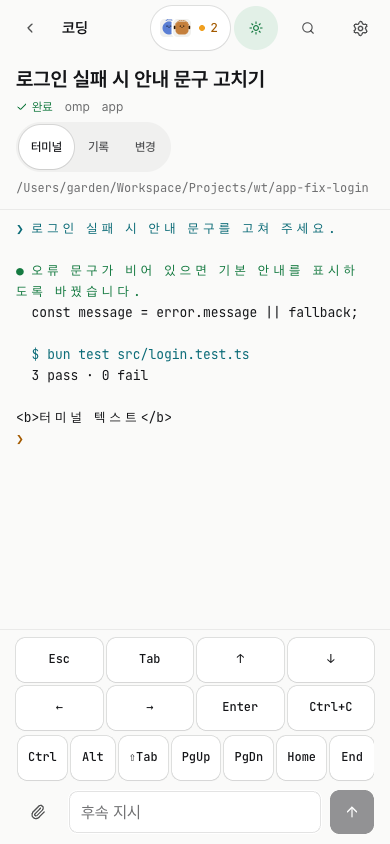 코딩
2
로그인 실패 시 안내 문구 고치기
✓ 완료 omp app
터미널 기록 변경
/Users/garden/Workspace/Projects/wt/app-fix-login
❯ 로그인 실패 시 안내 문구를 고쳐 주세요.
● 오류 문구가 비어 있으면 기본 안내를 표시하
도록 바꿨습니다.
const message = error.message || fallback;
$ bun test src/login.test.ts
3 pass · 0 fail
<b>터미널 텍스트</b>
❯
Esc Tab ↑ ↓
← → Enter Ctrl+C
Ctrl Alt ⇧Tab PgUp PgDn Home End
후속 지시